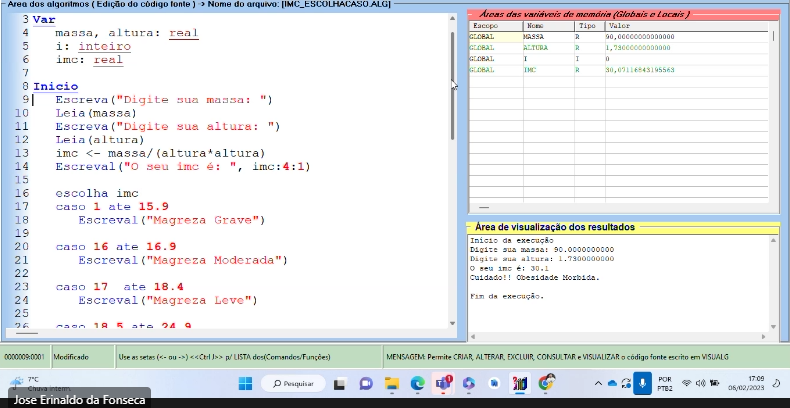 Área dos algoritmos ( Edição do código fonte ) -> Nome do arquivo: [IMC_ESCOLHACASO.ALG]
3 Var
4 massa, altura: real
5 i: inteiro
6 imc: real
7
8 Inicio
9 Escreva("Digite sua massa: ")
10 Leia(massa)
11 Escreva("Digite sua altura: ")
12 Leia(altura)
13 imc <- massa/(altura*altura)
14 Escreval("O seu imc é: ", imc:4:1)
15
16 escolha imc
17 caso 1 ate 15.9
18 Escreval("Magreza Grave")
19
20 caso 16 ate 16.9
21 Escreval("Magreza Moderada")
22
23 caso 17 ate 18.4
24 Escreval("Magreza Leve")
25
26 caso 18.5 ate 24.9
Áreas das variáveis de memória (Globais e Locais )
Escopo Nome Tipo Valor
GLOBAL MASSA R 90,00000000000000
GLOBAL ALTURA R 1,73000000000000
GLOBAL I I 0
GLOBAL IMC R 30,07116843195563
Área de visualização dos resultados
Início da execução
Digite sua massa: 90.0000000000
Digite sua altura: 1.7300000000
O seu imc é: 30.1
Cuidado!! Obesidade Morbida.
Fim da execução.
0000009:0001 Modificado Use as setas (<- ou ->) <<Ctrl J>> p/ LISTA dos(Comandos/Funções) MENSAGEM: Permite CRIAR, ALTERAR, EXCLUIR, CONSULTAR e VISUALIZAR o código fonte escrito em VISUALG
7°C
Chuva interm.
Pesquisar
POR
PTB2
17:09
06/02/2023
Jose Erinaldo da Fonseca